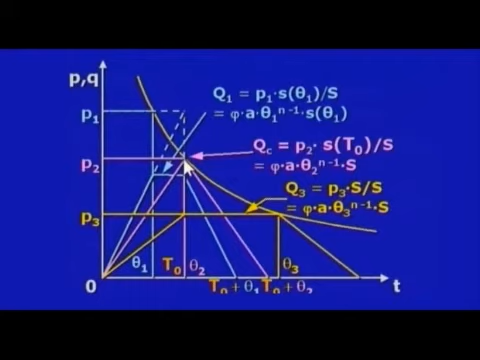 p,q
Q₁ = p₁·s(θ₁)/S
p₁
= φ·a·θ₁ⁿ⁻¹·s(θ₁)
Q_c = p₂· s(T₀)/S
p₂
= φ·a·θ₂ⁿ⁻¹·S
Q₃ = p₃·S/S
= φ·a·θ₃ⁿ⁻¹·S
p₃
θ₁ T₀ θ₂ θ₃
0 T₀+θ₁ T₀+θ₂ t